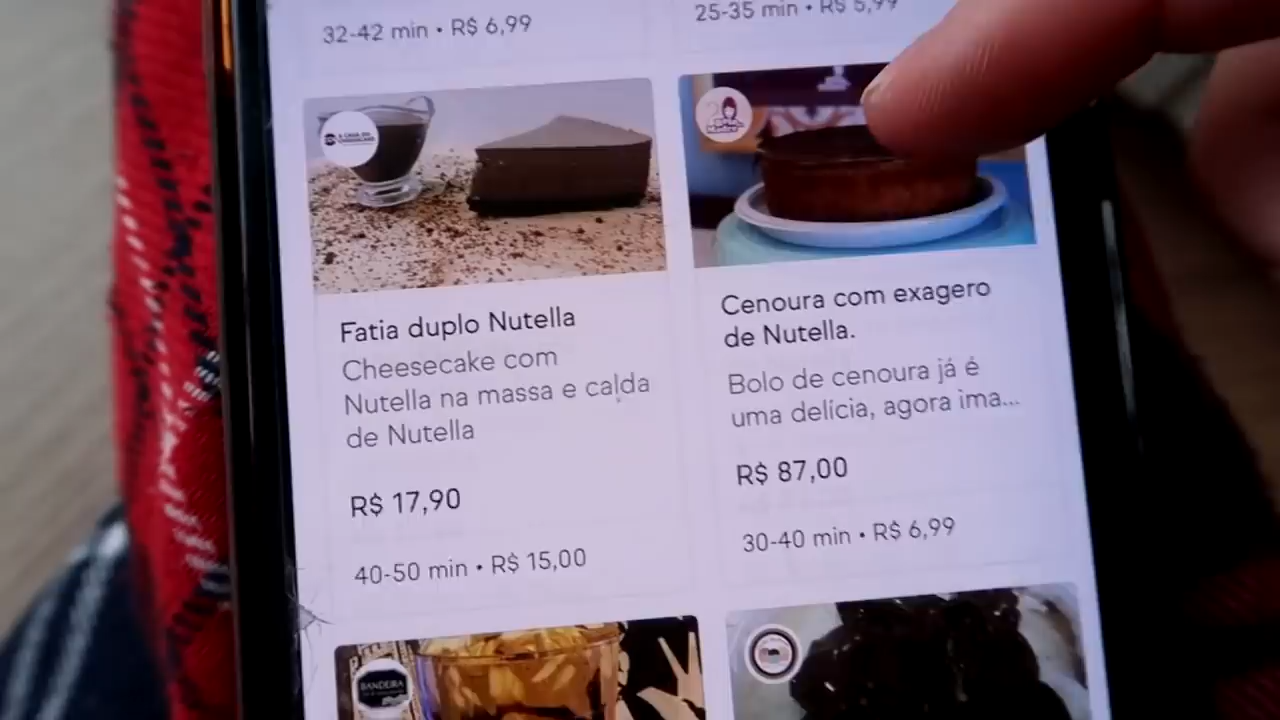 32-42 min • R$ 6,99
25-35 min • R$ 5,99
Fatia duplo Nutella
Cheesecake com
Nutella na massa e calda
de Nutella
R$ 17,90
40-50 min • R$ 15,00
Cenoura com exagero
de Nutella.
Bolo de cenoura já é
uma delícia, agora ima...
R$ 87,00
30-40 min • R$ 6,99
BANDEIRA